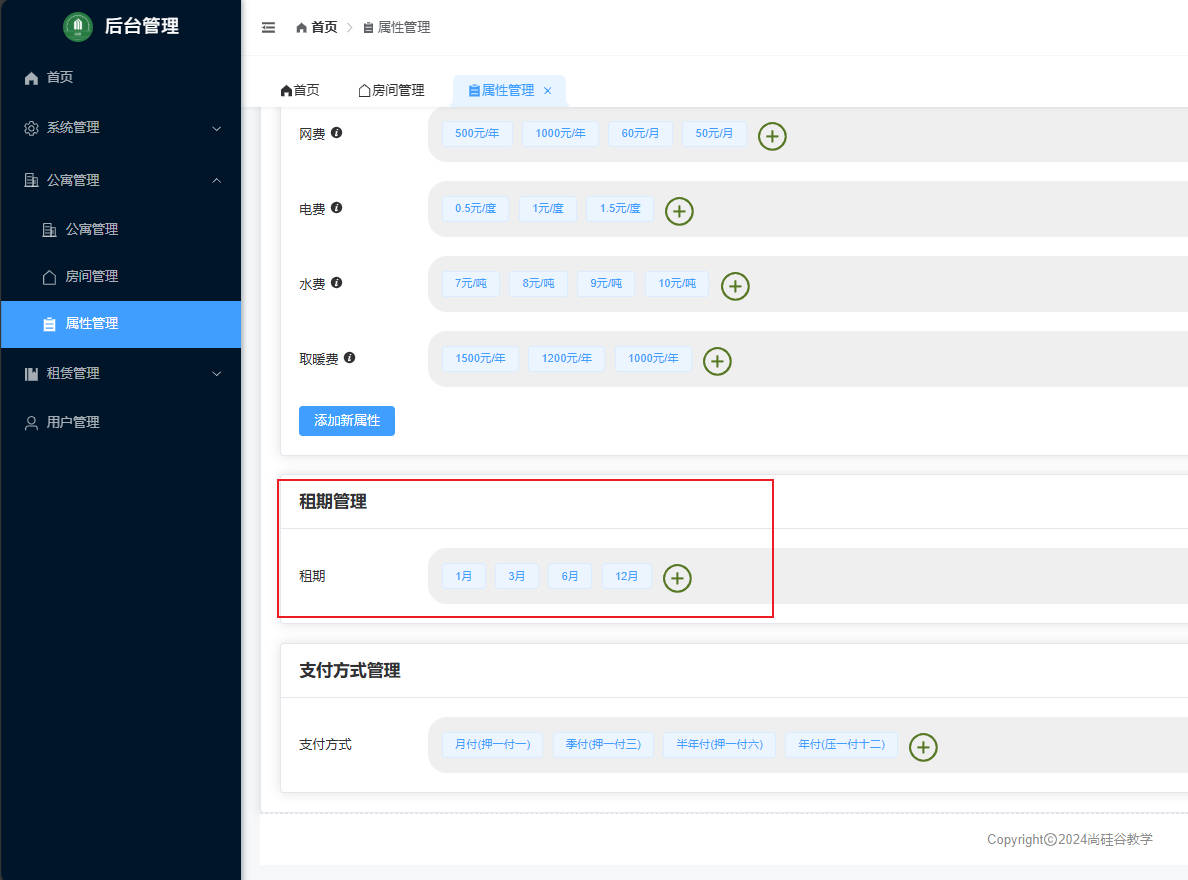 后台管理
首页
系统管理
公寓管理
公寓管理
房间管理
属性管理
租赁管理
用户管理
首页 > 属性管理
首页 房间管理 属性管理 ×
网费 500元/年 1000元/年 60元/月 50元/月
电费 0.5元/度 1元/度 1.5元/度
水费 7元/吨 8元/吨 9元/吨 10元/吨
取暖费 1500元/年 1200元/年 1000元/年
添加新属性
租期管理
租期 1月 3月 6月 12月
支付方式管理
支付方式 月付(押一付一) 季付(押一付三) 半年付(押一付六) 年付(压一付十二)
Copyright©2024尚硅谷教学